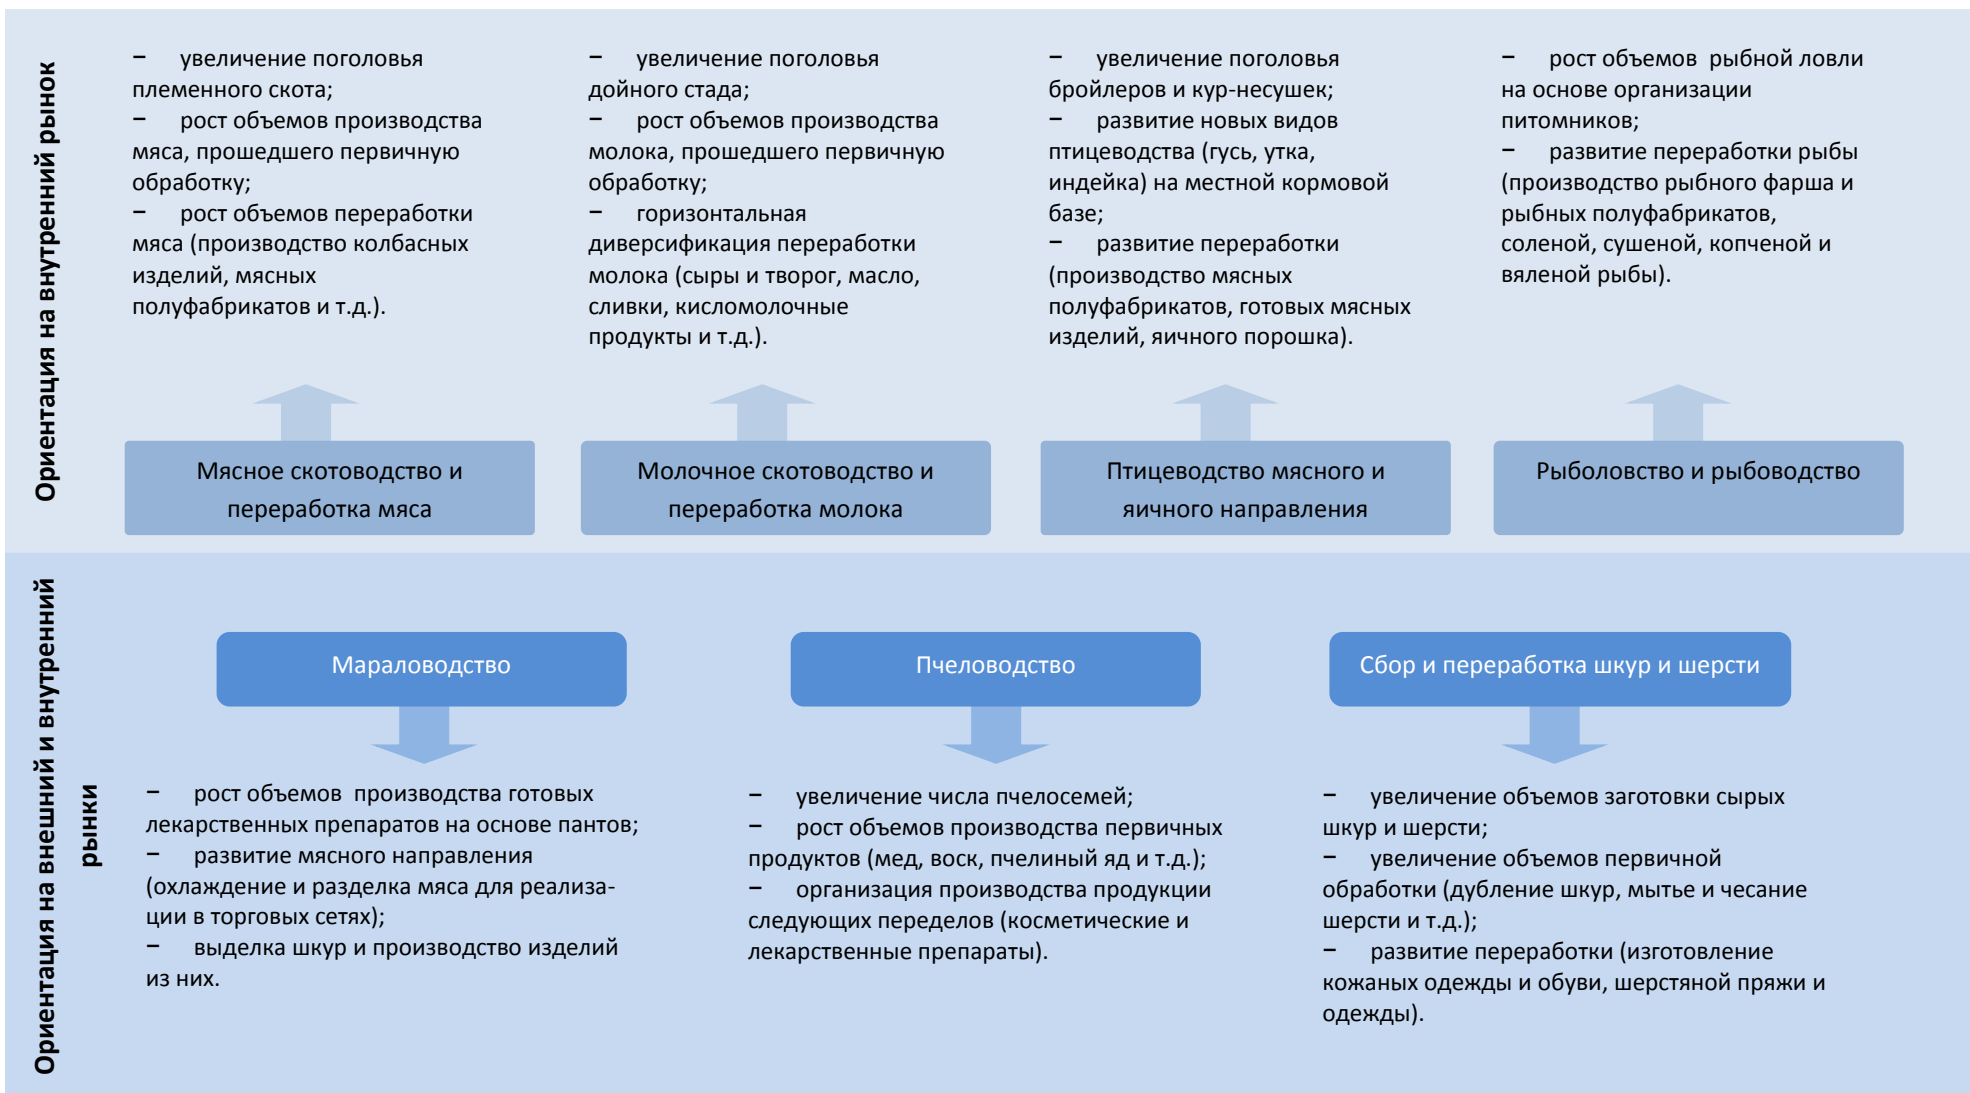 Ориентация на внутренний рынок
− увеличение поголовья
племенного скота;
− рост объемов производства
мяса, прошедшего первичную
обработку;
− рост объемов переработки
мяса (производство колбасных
изделий, мясных
полуфабрикатов и т.д.).
− увеличение поголовья
дойного стада;
− рост объемов производства
молока, прошедшего первичную
обработку;
− горизонтальная
диверсификация переработки
молока (сыры и творог, масло,
сливки, кисломолочные
продукты и т.д.).
− увеличение поголовья
бройлеров и кур-несушек;
− развитие новых видов
птицеводства (гусь, утка,
индейка) на местной кормовой
базе;
− развитие переработки
(производство мясных
полуфабрикатов, готовых мясных
изделий, яичного порошка).
− рост объемов рыбной ловли
на основе организации
питомников;
− развитие переработки рыбы
(производство рыбного фарша и
рыбных полуфабрикатов,
соленой, сушеной, копченой и
вяленой рыбы).
Мясное скотоводство и
переработка мяса
Молочное скотоводство и
переработка молока
Птицеводство мясного и
яичного направления
Рыболовство и рыбоводство
Ориентация на внешний и внутренний
рынки
Мараловодство
Пчеловодство
Сбор и переработка шкур и шерсти
− рост объемов производства готовых
лекарственных препаратов на основе пантов;
− развитие мясного направления
(охлаждение и разделка мяса для реализа-
ции в торговых сетях);
− выделка шкур и производство изделий
из них.
− увеличение числа пчелосемей;
− рост объемов производства первичных
продуктов (мед, воск, пчелиный яд и т.д.);
− организация производства продукции
следующих переделов (косметические и
лекарственные препараты).
− увеличение объемов заготовки сырых
шкур и шерсти;
− увеличение объемов первичной
обработки (дубление шкур, мытье и чесание
шерсти и т.д.);
− развитие переработки (изготовление
кожаных одежды и обуви, шерстяной пряжи и
одежды).